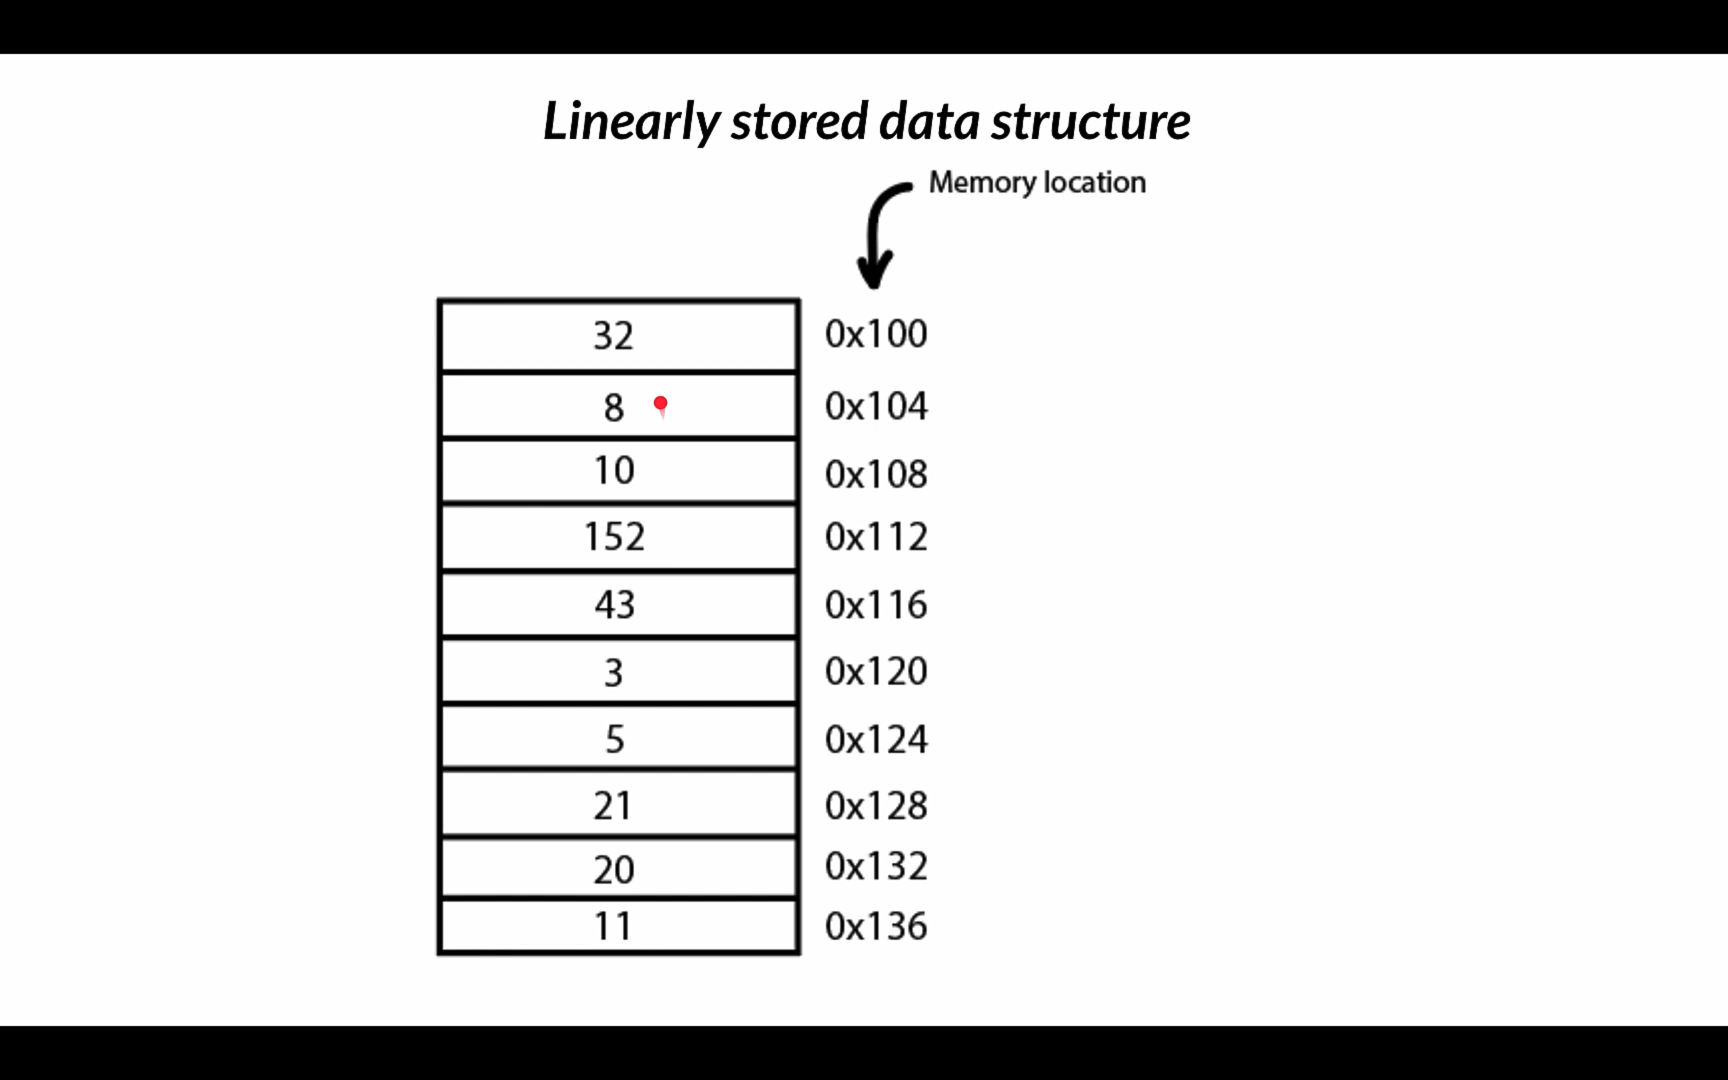 Linearly stored data structure
Memory location
32 0x100
8 0x104
10 0x108
152 0x112
43 0x116
3 0x120
5 0x124
21 0x128
20 0x132
11 0x136